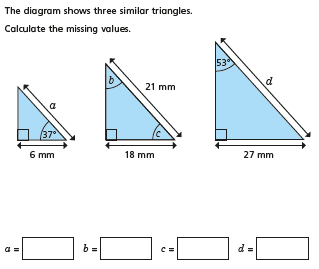 The diagram shows three similar triangles.
Calculate the missing values.
53°
b
21 mm
d
a
37°
c
6 mm
18 mm
27 mm
a =
b =
c =
d =